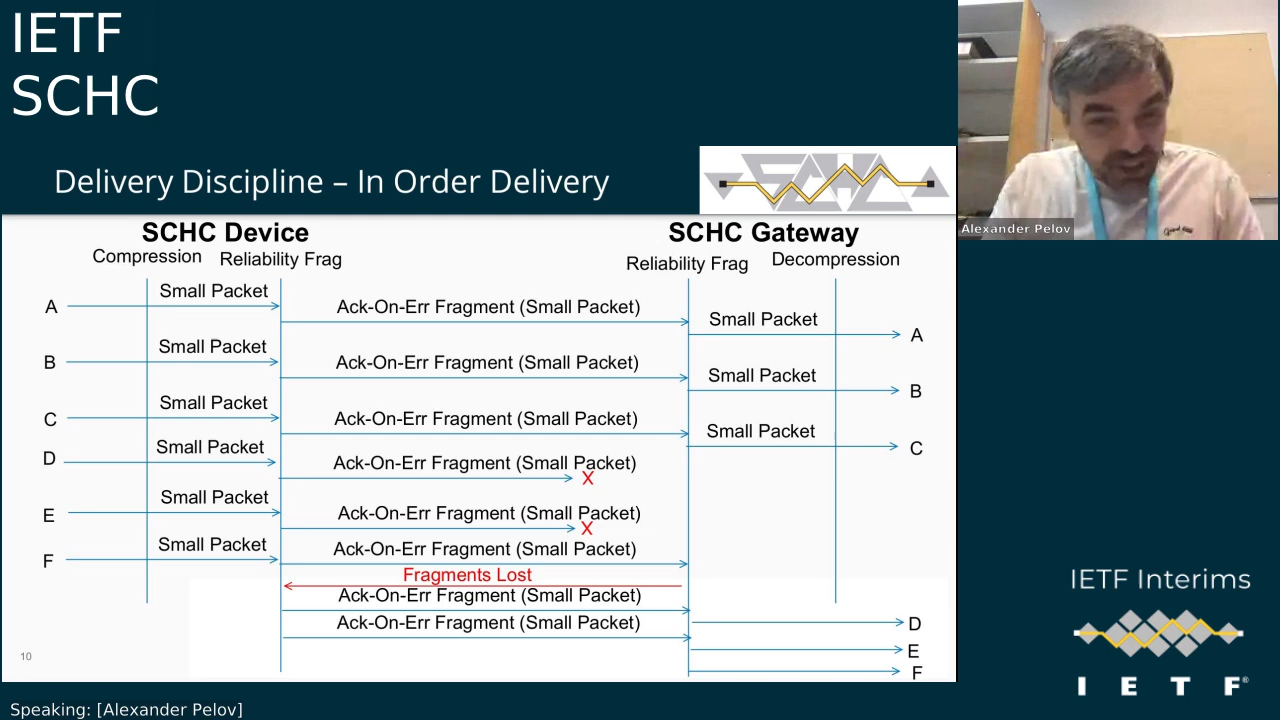 IETF
SCHC
Delivery Discipline – In Order Delivery
SCHC
SCHC Device
SCHC Gateway
Compression
Reliability Frag
Reliability Frag
Decompression
A
Small Packet
Ack-On-Err Fragment (Small Packet)
Small Packet
A
B
Small Packet
Ack-On-Err Fragment (Small Packet)
Small Packet
B
C
Small Packet
Ack-On-Err Fragment (Small Packet)
Small Packet
C
D
Small Packet
Ack-On-Err Fragment (Small Packet)
X
E
Small Packet
Ack-On-Err Fragment (Small Packet)
X
F
Small Packet
Ack-On-Err Fragment (Small Packet)
Fragments Lost
Ack-On-Err Fragment (Small Packet)
Ack-On-Err Fragment (Small Packet)
D
E
F
10
Alexander Pelov
IETF Interims
I E T F®
Speaking: [Alexander Pelov]